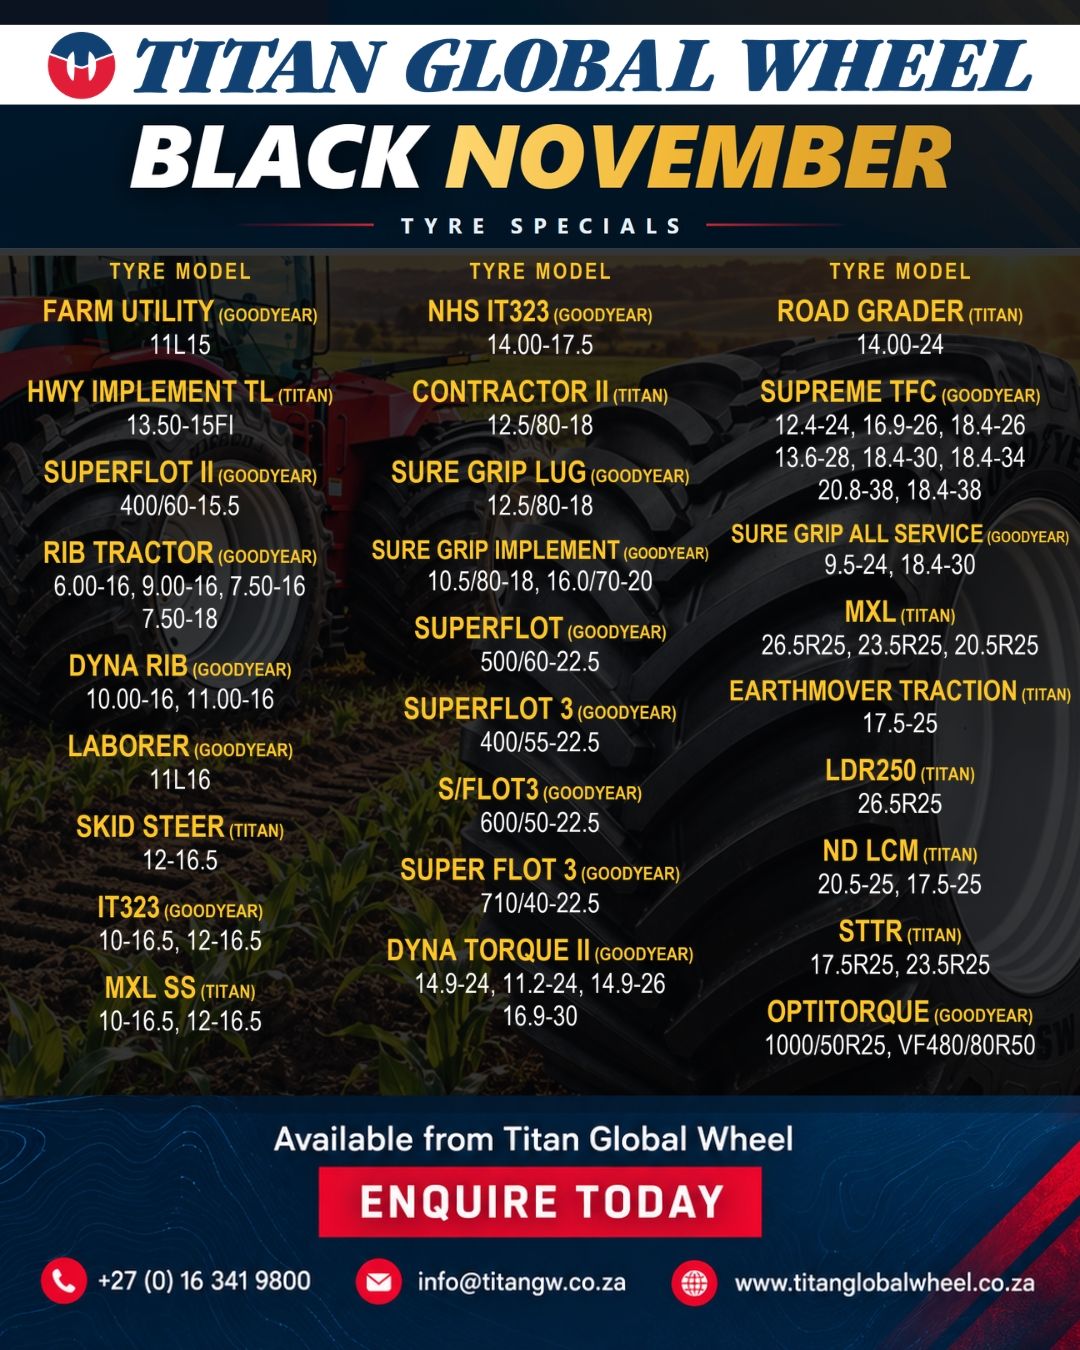 TITAN GLOBAL WHEEL
BLACK NOVEMBER
TYRE SPECIALS
TYRE MODEL
FARM UTILITY (GOODYEAR)
11L15
HWY IMPLEMENT TL (TITAN)
13.50-15FI
SUPERFLOT II (GOODYEAR)
400/60-15.5
RIB TRACTOR (GOODYEAR)
6.00-16, 9.00-16, 7.50-16
7.50-18
DYNA RIB (GOODYEAR)
10.00-16, 11.00-16
LABORER (GOODYEAR)
11L16
SKID STEER (TITAN)
12-16.5
IT323 (GOODYEAR)
10-16.5, 12-16.5
MXL SS (TITAN)
10-16.5, 12-16.5
TYRE MODEL
NHS IT323 (GOODYEAR)
14.00-17.5
CONTRACTOR II (TITAN)
12.5/80-18
SURE GRIP LUG (GOODYEAR)
12.5/80-18
SURE GRIP IMPLEMENT (GOODYEAR)
10.5/80-18, 16.0/70-20
SUPERFLOT (GOODYEAR)
500/60-22.5
SUPERFLOT 3 (GOODYEAR)
400/55-22.5
S/FLOT3 (GOODYEAR)
600/50-22.5
SUPER FLOT 3 (GOODYEAR)
710/40-22.5
DYNA TORQUE II (GOODYEAR)
14.9-24, 11.2-24, 14.9-26
16.9-30
TYRE MODEL
ROAD GRADER (TITAN)
14.00-24
SUPREME TFC (GOODYEAR)
12.4-24, 16.9-26, 18.4-26
13.6-28, 18.4-30, 18.4-34
20.8-38, 18.4-38
SURE GRIP ALL SERVICE (GOODYEAR)
9.5-24, 18.4-30
MXL (TITAN)
26.5R25, 23.5R25, 20.5R25
EARTHMOVER TRACTION (TITAN)
17.5-25
LDR250 (TITAN)
26.5R25
ND LCM (TITAN)
20.5-25, 17.5-25
STTR (TITAN)
17.5R25, 23.5R25
OPTITORQUE (GOODYEAR)
1000/50R25, VF480/80R50
Available from Titan Global Wheel
ENQUIRE TODAY
+27 (0) 16 341 9800
info@titangw.co.za
www.titanglobalwheel.co.za